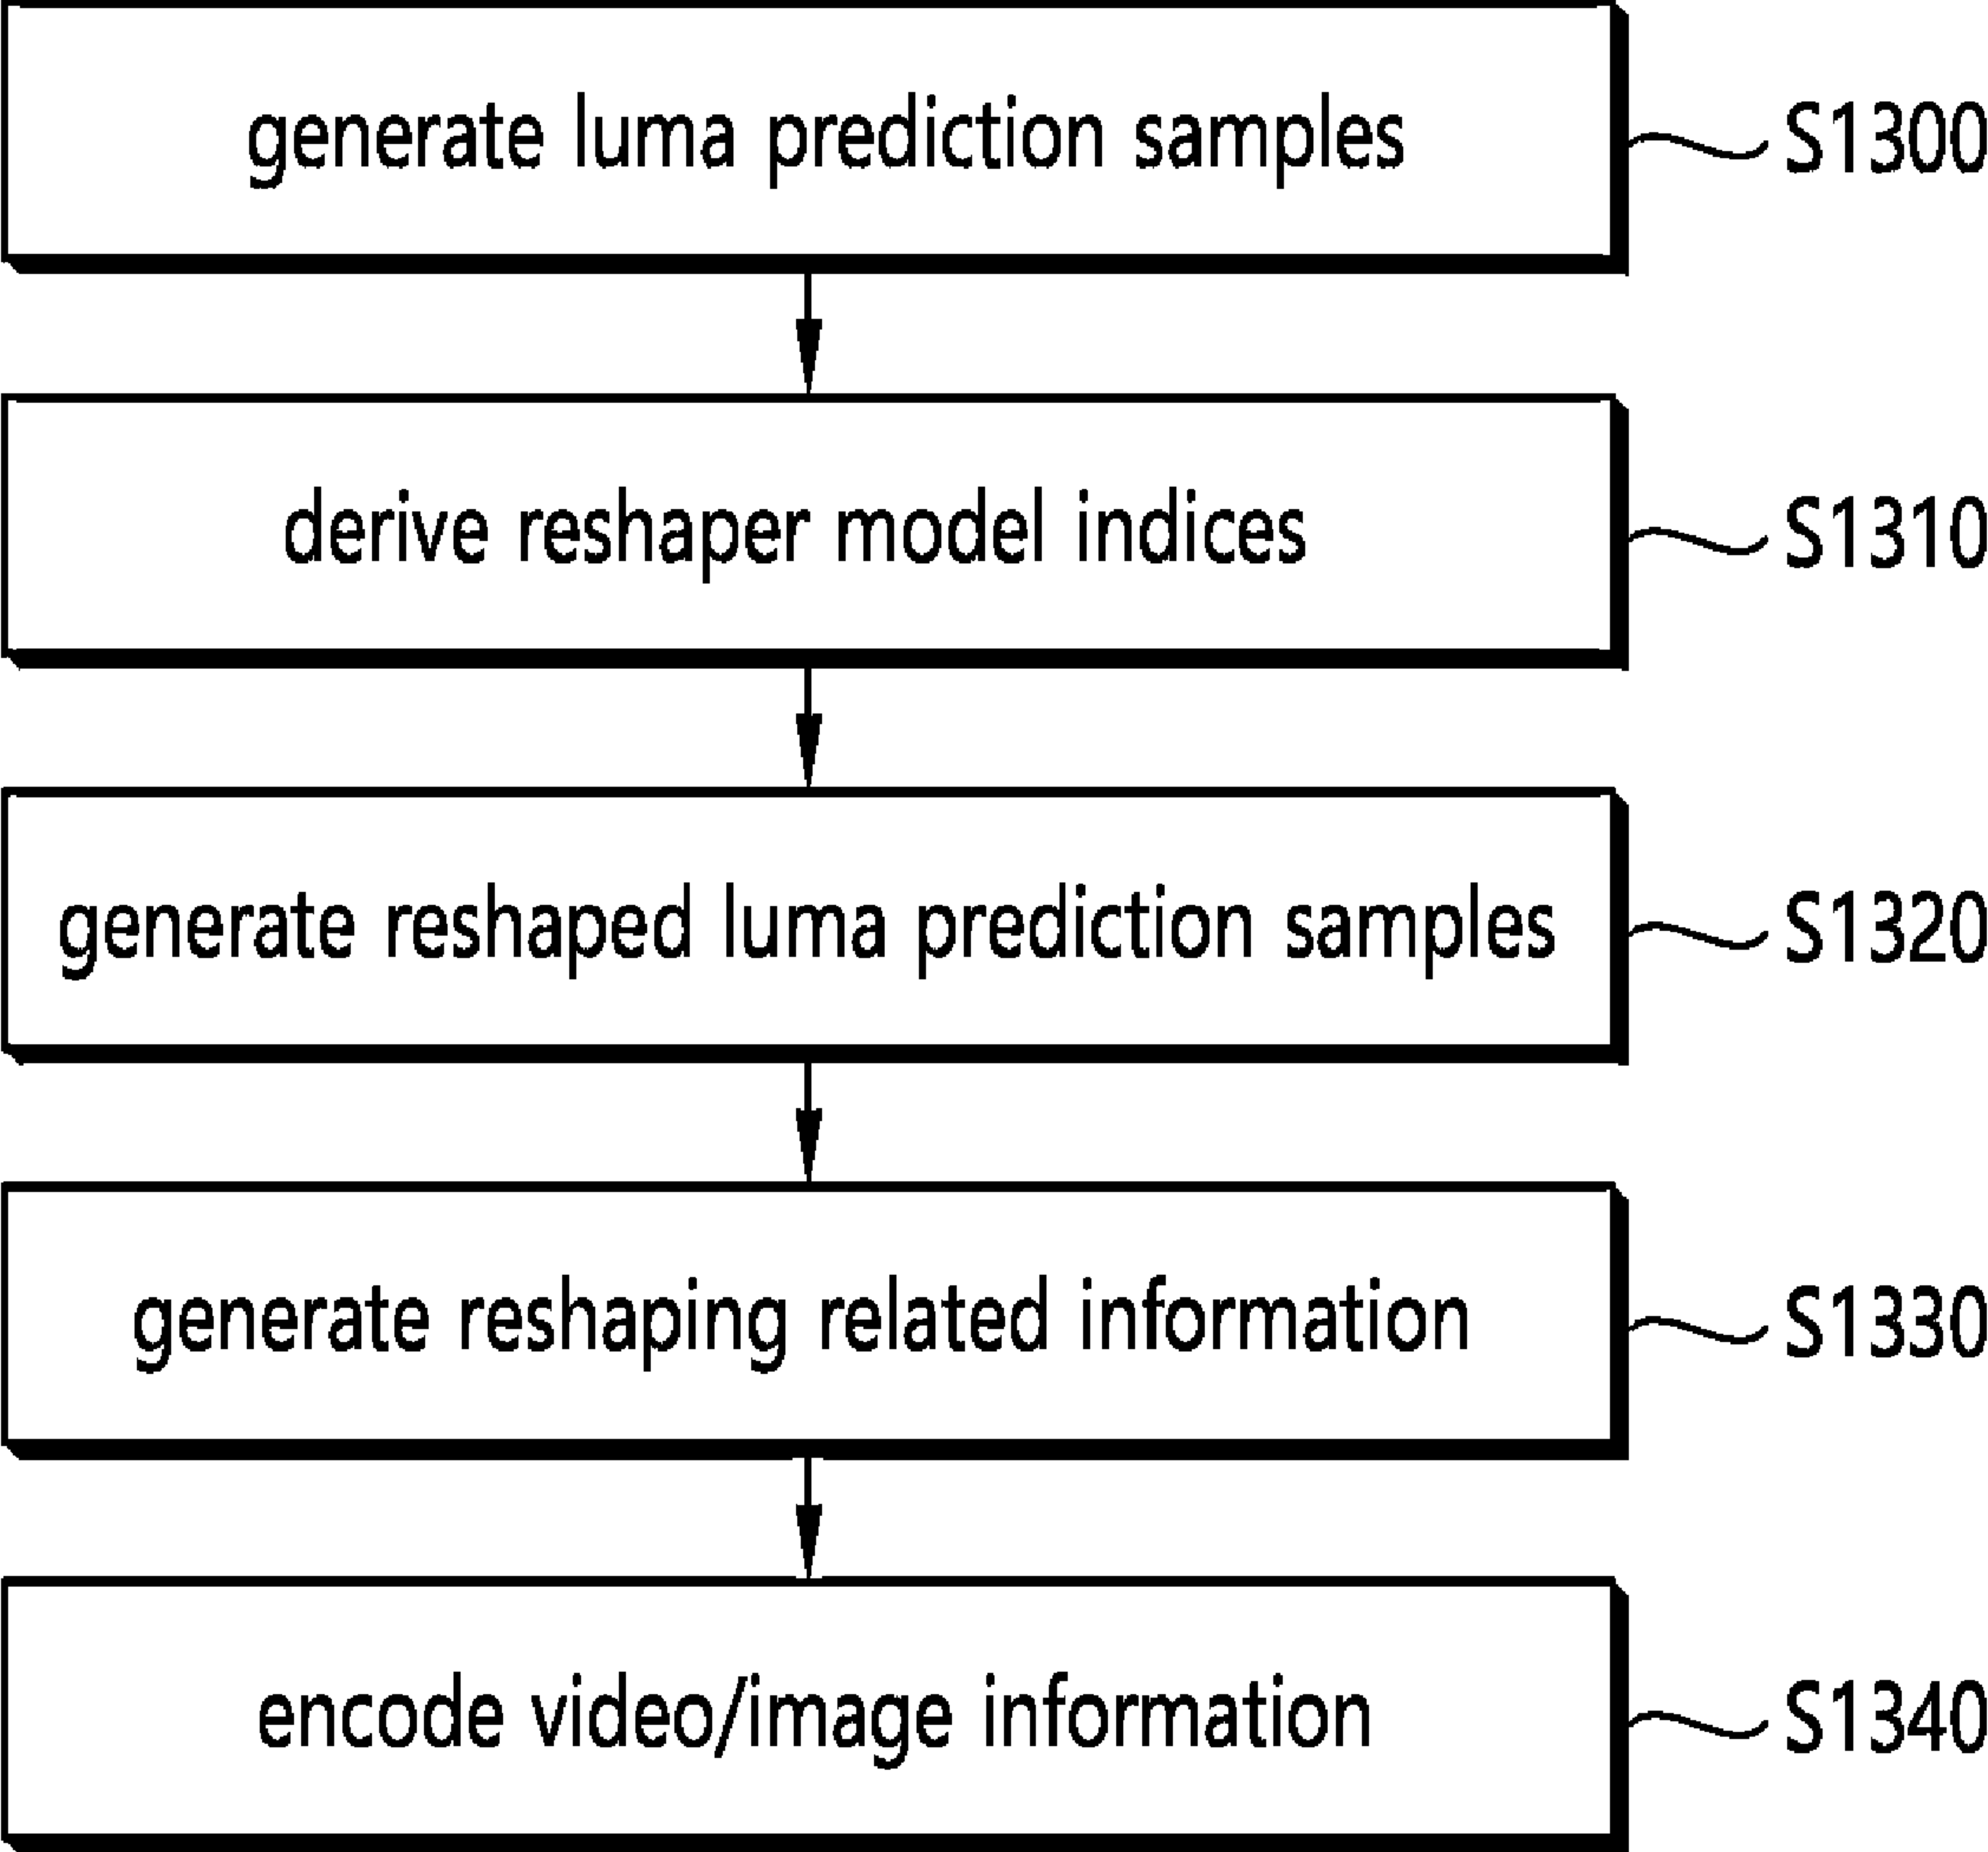 generate luma prediction samples S1300
derive reshaper model indices S1310
generate reshaped luma prediction samples S1320
generate reshaping related information S1330
encode video/image information S1340